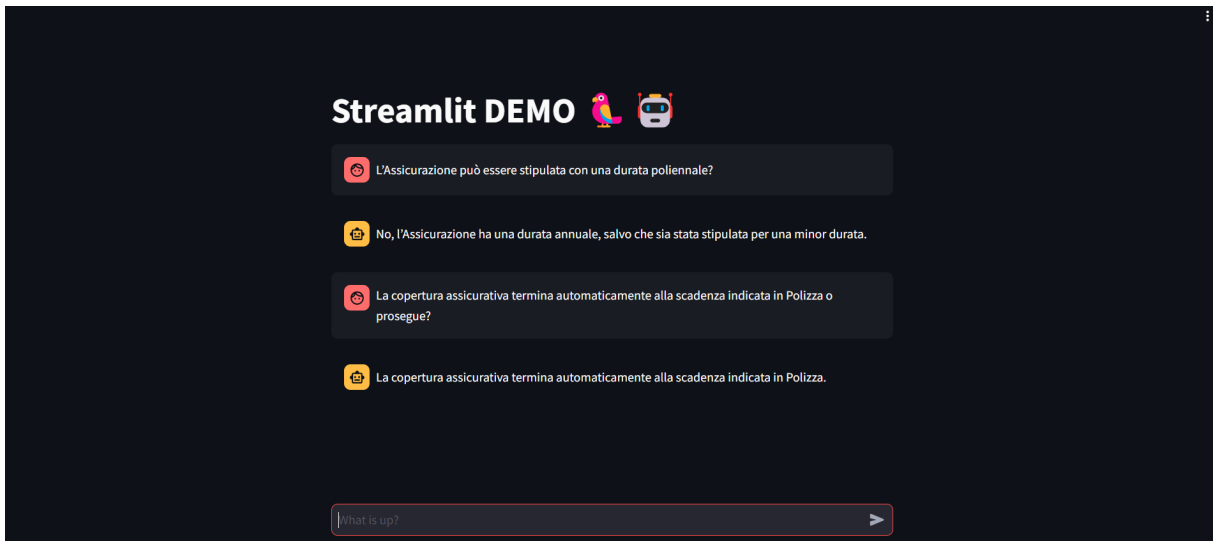 Streamlit DEMO 🦜 🤖
L’Assicurazione può essere stipulata con una durata poliennale?
No, l’Assicurazione ha una durata annuale, salvo che sia stata stipulata per una minor durata.
La copertura assicurativa termina automaticamente alla scadenza indicata in Polizza o
prosegue?
La copertura assicurativa termina automaticamente alla scadenza indicata in Polizza.
What is up?